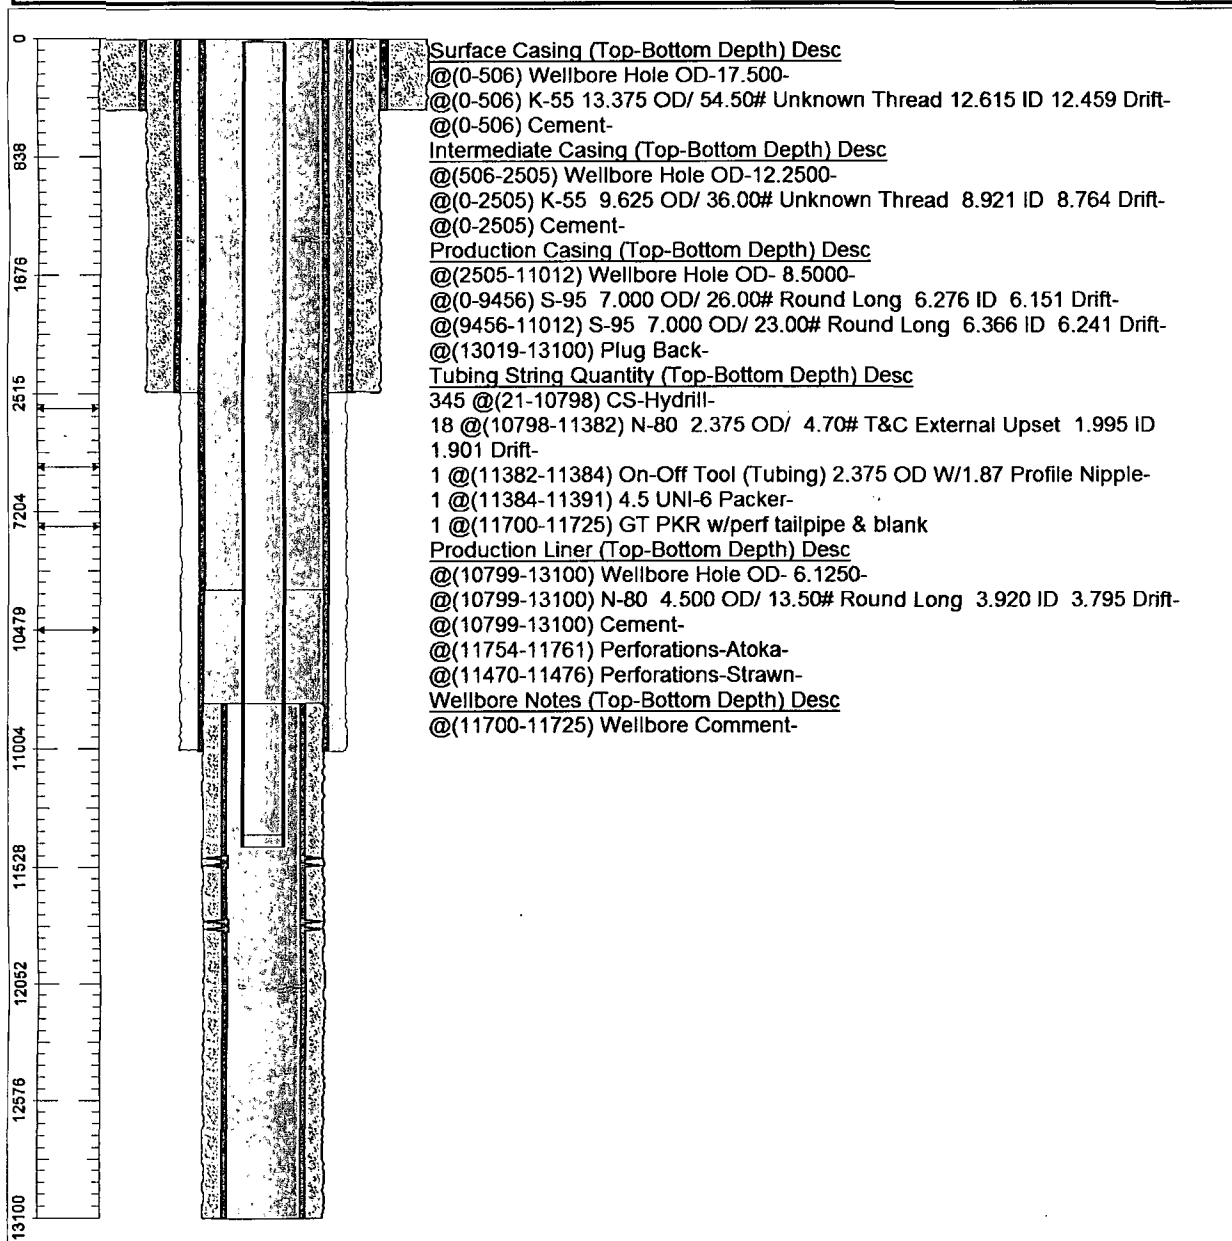 0
838
1676
2515
7204
10479
11004
11528
12052
12576
13100
Surface Casing (Top-Bottom Depth) Desc
@(0-506) Wellbore Hole OD-17.500-
@(0-506) K-55 13.375 OD/ 54.50# Unknown Thread 12.615 ID 12.459 Drift-
@(0-506) Cement-
Intermediate Casing (Top-Bottom Depth) Desc
@(506-2505) Wellbore Hole OD-12.2500-
@(0-2505) K-55 9.625 OD/ 36.00# Unknown Thread 8.921 ID 8.764 Drift-
@(0-2505) Cement-
Production Casing (Top-Bottom Depth) Desc
@(2505-11012) Wellbore Hole OD- 8.5000-
@(0-9456) S-95 7.000 OD/ 26.00# Round Long 6.276 ID 6.151 Drift-
@(9456-11012) S-95 7.000 OD/ 23.00# Round Long 6.366 ID 6.241 Drift-
@(13019-13100) Plug Back-
Tubing String Quantity (Top-Bottom Depth) Desc
345 @(21-10798) CS-Hydrill-
18 @(10798-11382) N-80 2.375 OD/ 4.70# T&C External Upset 1.995 ID
1.901 Drift-
1 @(11382-11384) On-Off Tool (Tubing) 2.375 OD W/1.87 Profile Nipple-
1 @(11384-11391) 4.5 UNI-6 Packer-
1 @(11700-11725) GT PKR w/perf tailpipe & blank
Production Liner (Top-Bottom Depth) Desc
@(10799-13100) Wellbore Hole OD- 6.1250-
@(10799-13100) N-80 4.500 OD/ 13.50# Round Long 3.920 ID 3.795 Drift-
@(10799-13100) Cement-
@(11754-11761) Perforations-Atoka-
@(11470-11476) Perforations-Strawn-
Wellbore Notes (Top-Bottom Depth) Desc
@(11700-11725) Wellbore Comment-